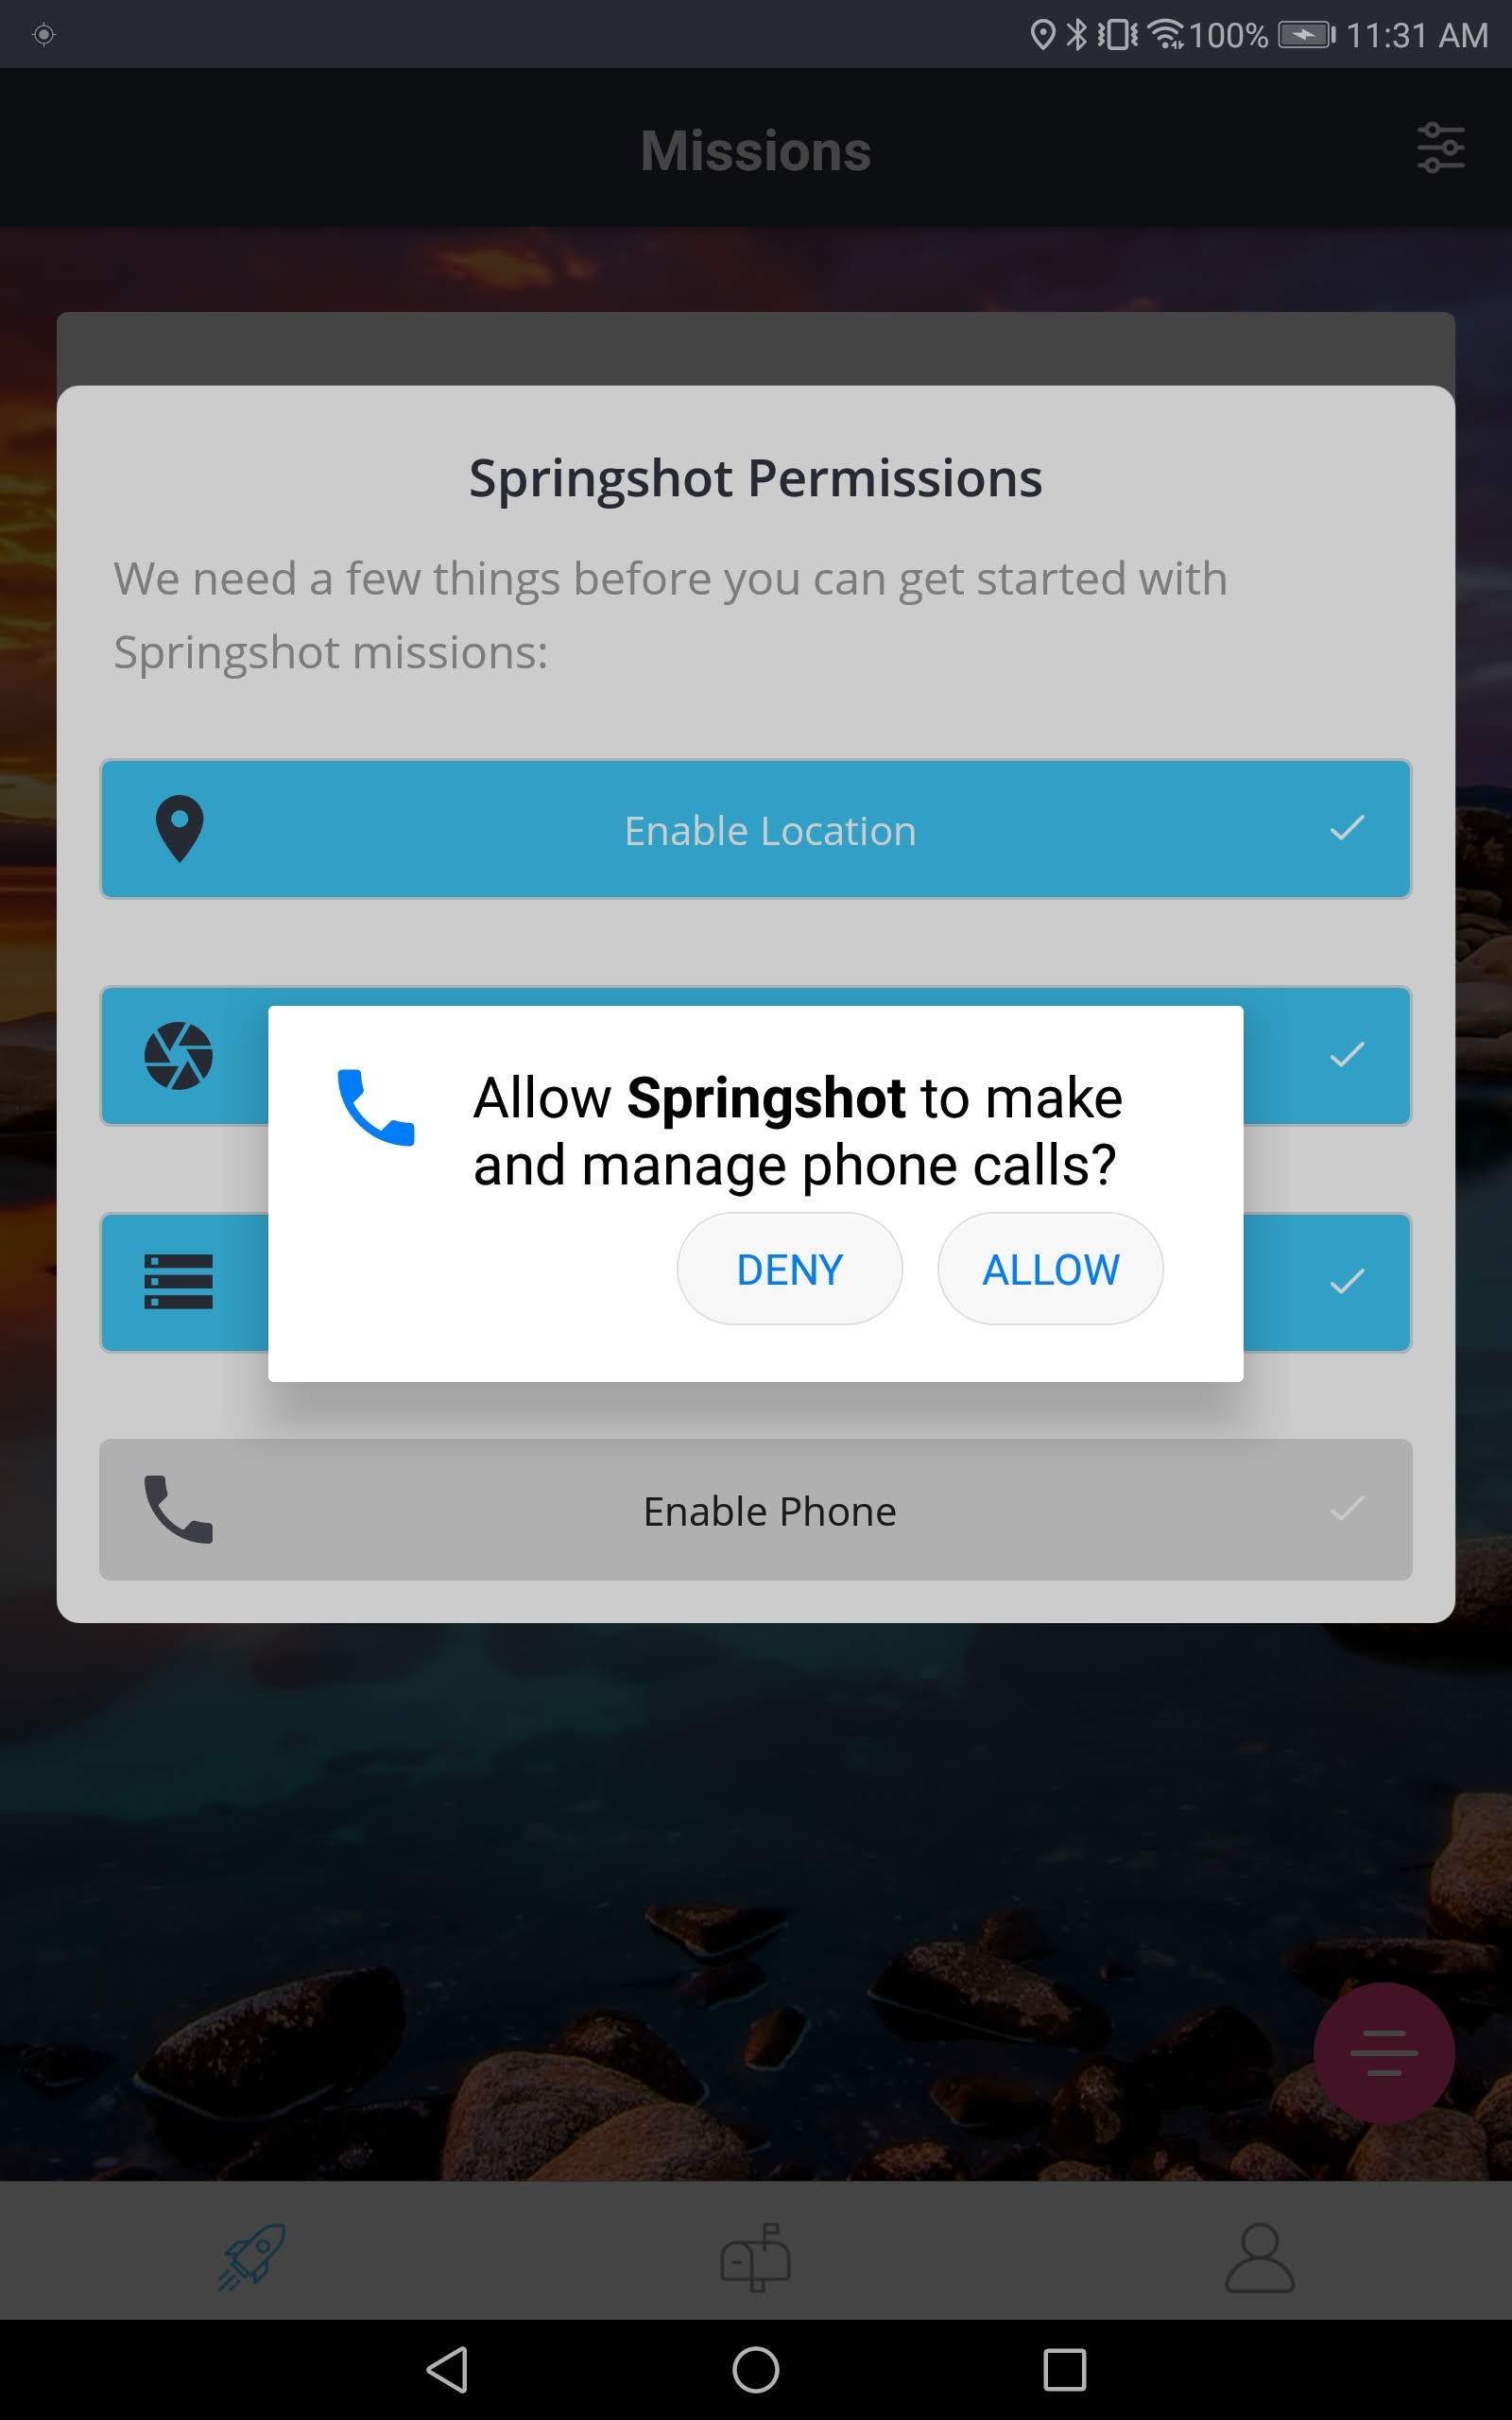 100% 11:31 AM
Missions
Springshot Permissions
We need a few things before you can get started with
Springshot missions:
Enable Location
Allow Springshot to make
and manage phone calls?
DENY ALLOW
Enable Phone